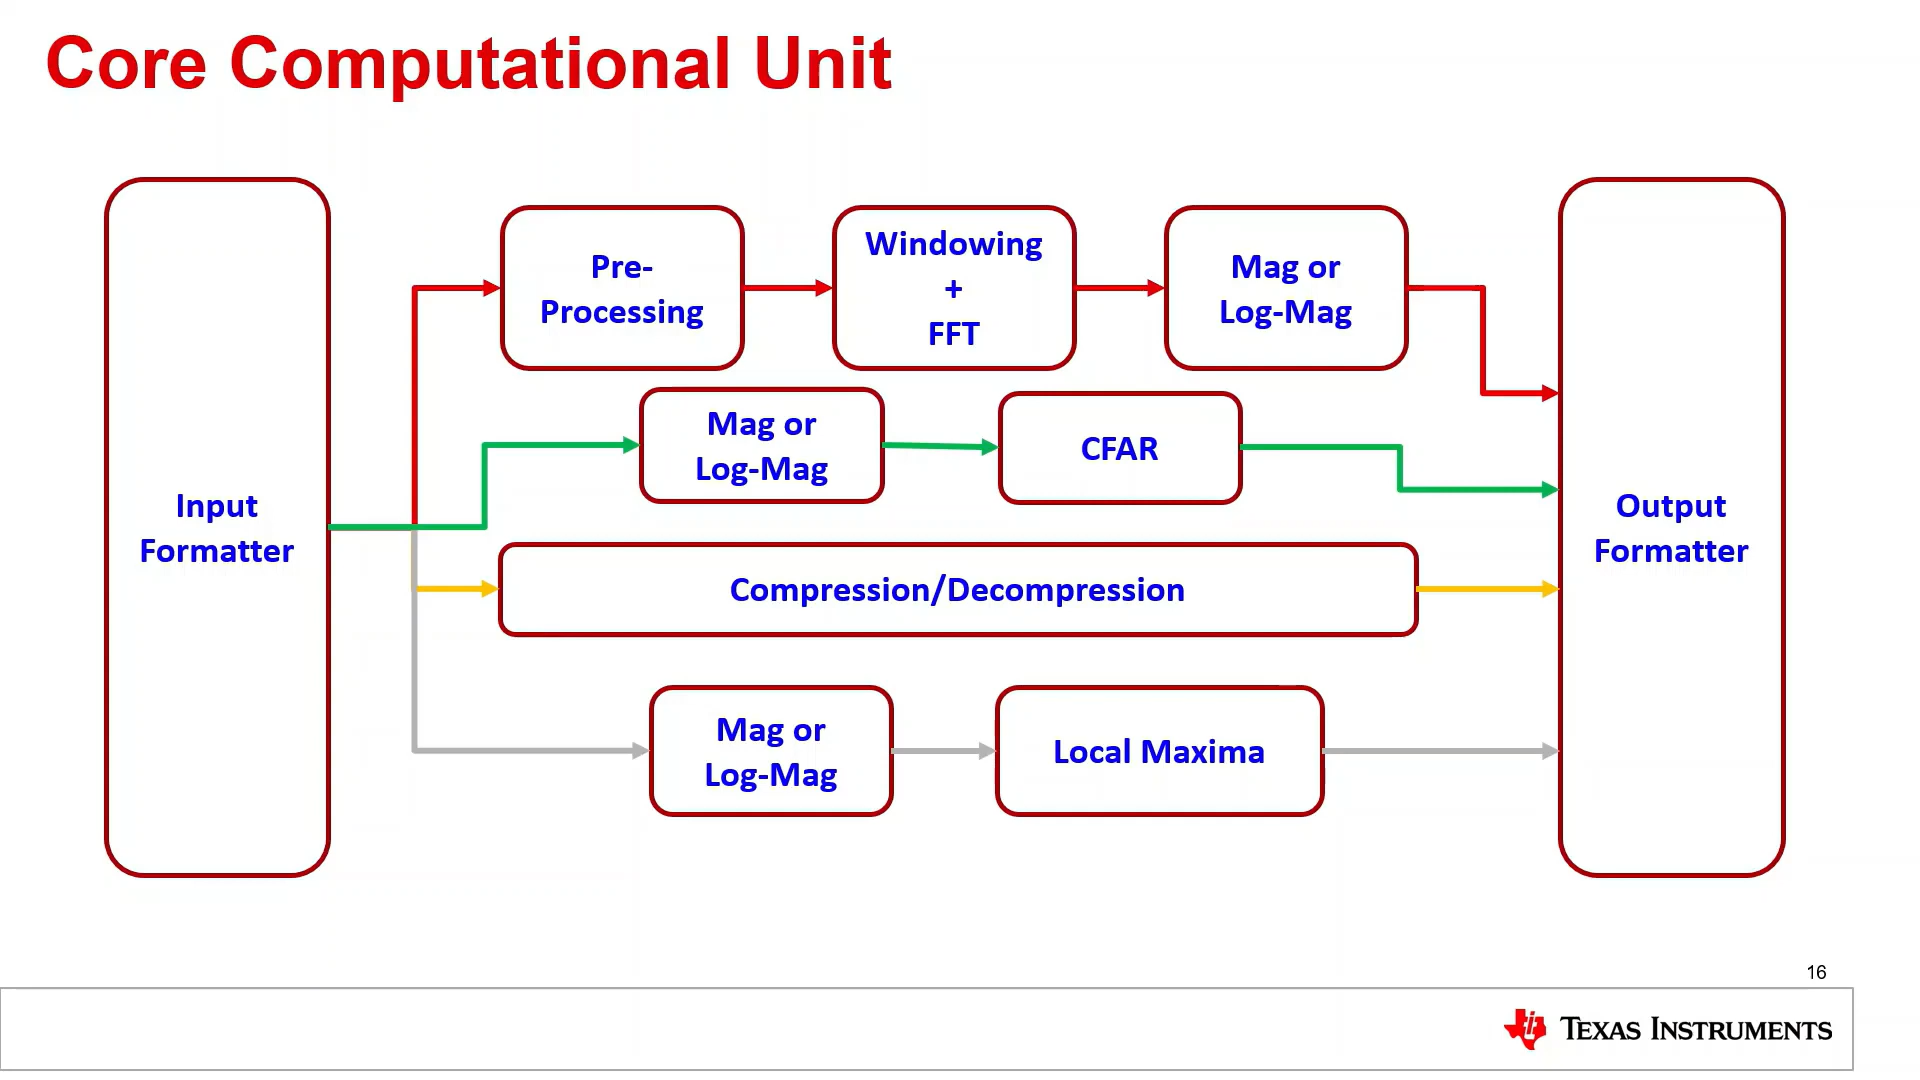 Core Computational Unit
Input
Formatter
Pre-
Processing
Windowing
+
FFT
Mag or
Log-Mag
Mag or
Log-Mag
CFAR
Compression/Decompression
Mag or
Log-Mag
Local Maxima
Output
Formatter
16
TEXAS INSTRUMENTS